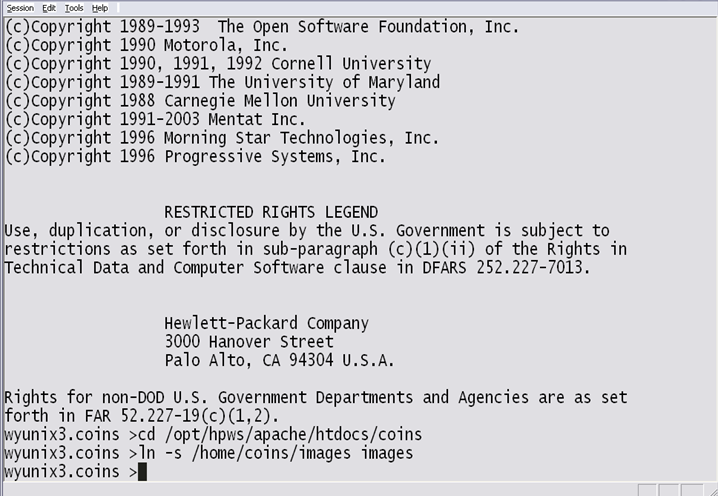 Session Edit Tools Help
(c)Copyright 1989-1993  The Open Software Foundation, Inc.
(c)Copyright 1990 Motorola, Inc.
(c)Copyright 1990, 1991, 1992 Cornell University
(c)Copyright 1989-1991 The University of Maryland
(c)Copyright 1988 Carnegie Mellon University
(c)Copyright 1991-2003 Mentat Inc.
(c)Copyright 1996 Morning Star Technologies, Inc.
(c)Copyright 1996 Progressive Systems, Inc.
RESTRICTED RIGHTS LEGEND
Use, duplication, or disclosure by the U.S. Government is subject to
restrictions as set forth in sub-paragraph (c)(1)(ii) of the Rights in
Technical Data and Computer Software clause in DFARS 252.227-7013.
Hewlett-Packard Company
3000 Hanover Street
Palo Alto, CA 94304 U.S.A.
Rights for non-DOD U.S. Government Departments and Agencies are as set
forth in FAR 52.227-19(c)(1,2).
wyunix3.coins >cd /opt/hpws/apache/htdocs/coins
wyunix3.coins >ln -s /home/coins/images images
wyunix3.coins >